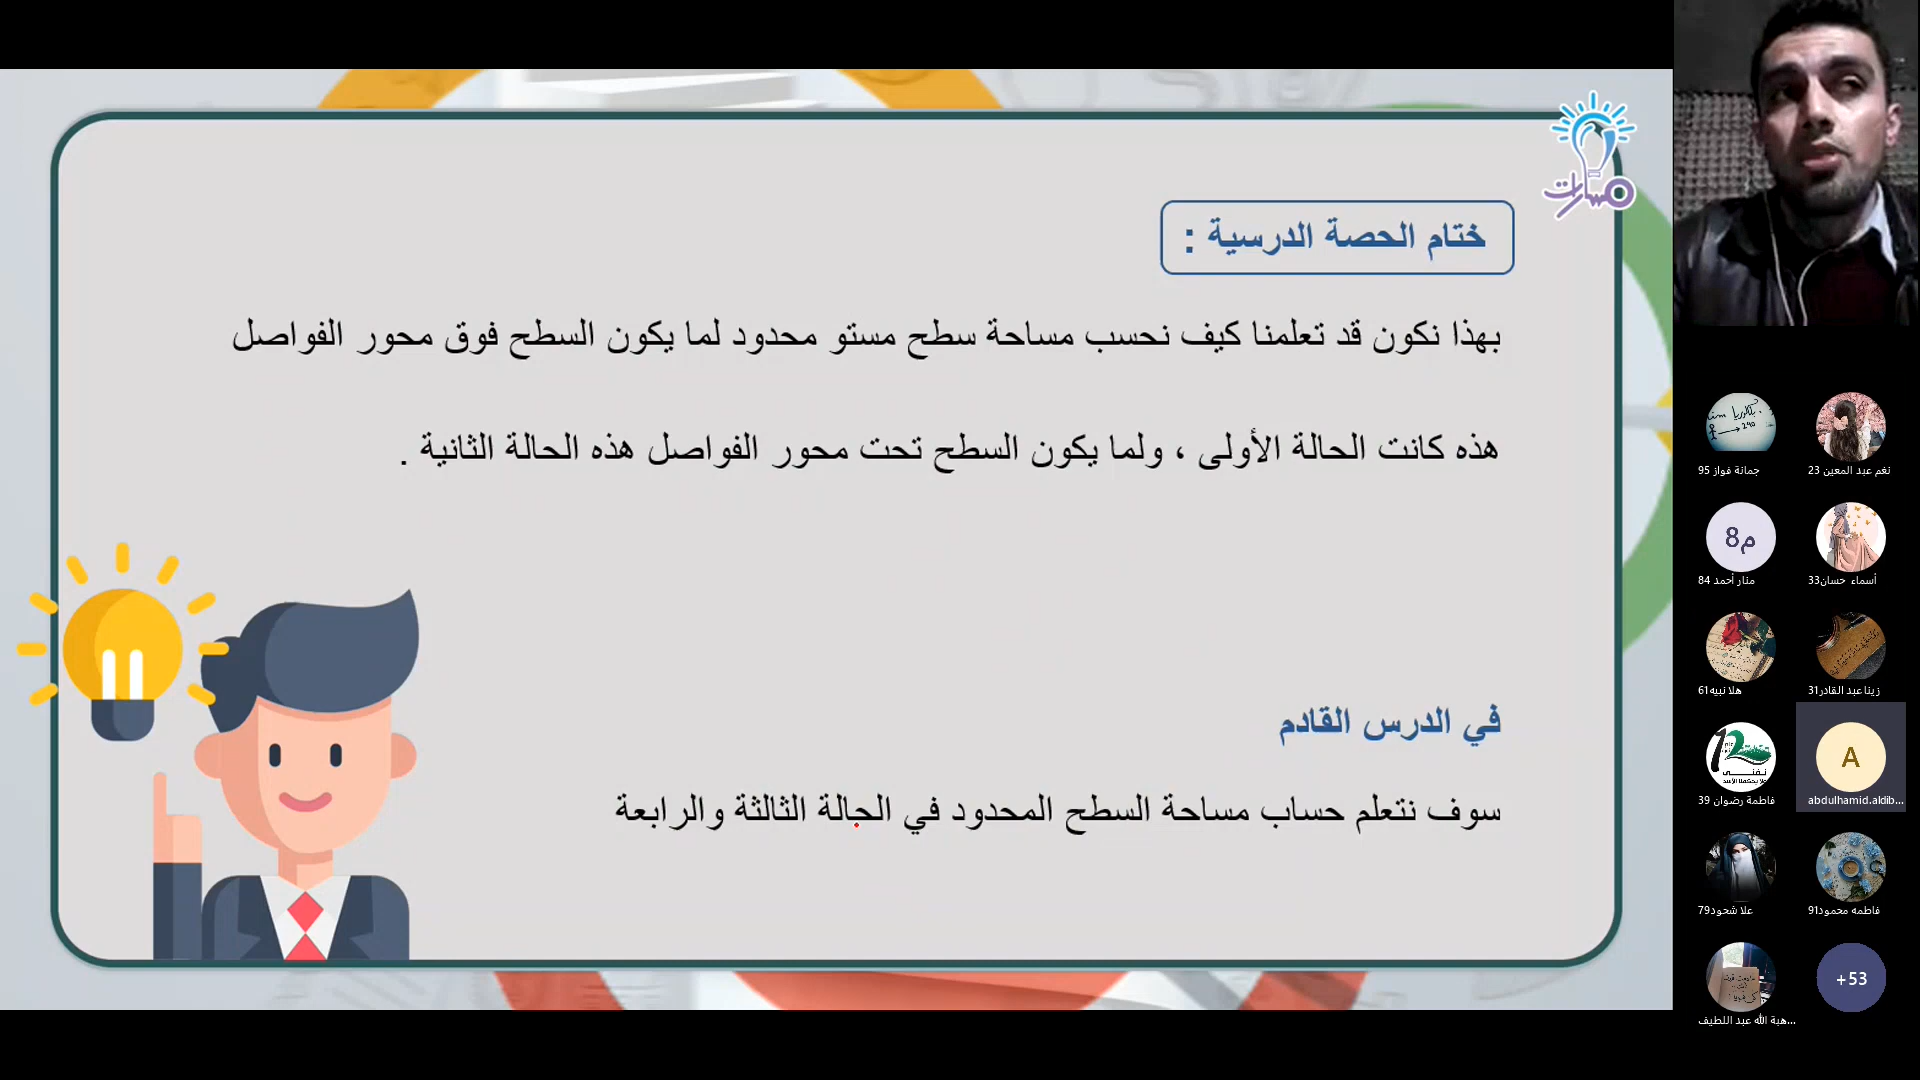 مسارات
ختام الحصة الدرسية :
بهذا نكون قد تعلمنا كيف نحسب مساحة سطح مستو محدود لما يكون السطح فوق محور الفواصل
هذه كانت الحالة الأولى ، ولما يكون السطح تحت محور الفواصل هذه الحالة الثانية .
في الدرس القادم
سوف نتعلم حساب مساحة السطح المحدود في الحالة الثالثة والرابعة
جمانة فواز 95
نغم عبد المعين 23
م8
منار أحمد 84
أسماء حسان33
هلا نبيه61
زينا عبد القادر31
12
فاطمة رضوان 39
A
abdulhamid.aldib...
علا شحود79
فاطمه محمود91
هبة الله عبد اللطيف...
+53